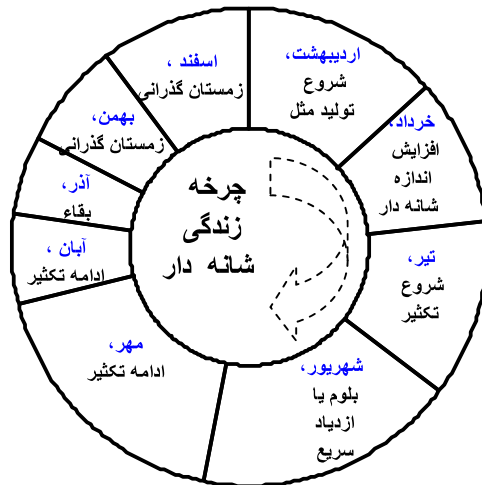 اردیبهشت،
شروع
تولید مثل
خرداد،
افزایش
اندازه
شانه دار
تیر،
شروع
تکثیر
شهریور،
بلوم یا
ازدیاد
سریع
مهر،
ادامه تکثیر
آبان ،
ادامه تکثیر
آذر،
بقاء
بهمن،
زمستان گذرانی
اسفند ،
زمستان گذرانی
چرخه
زندگی
شانه دار